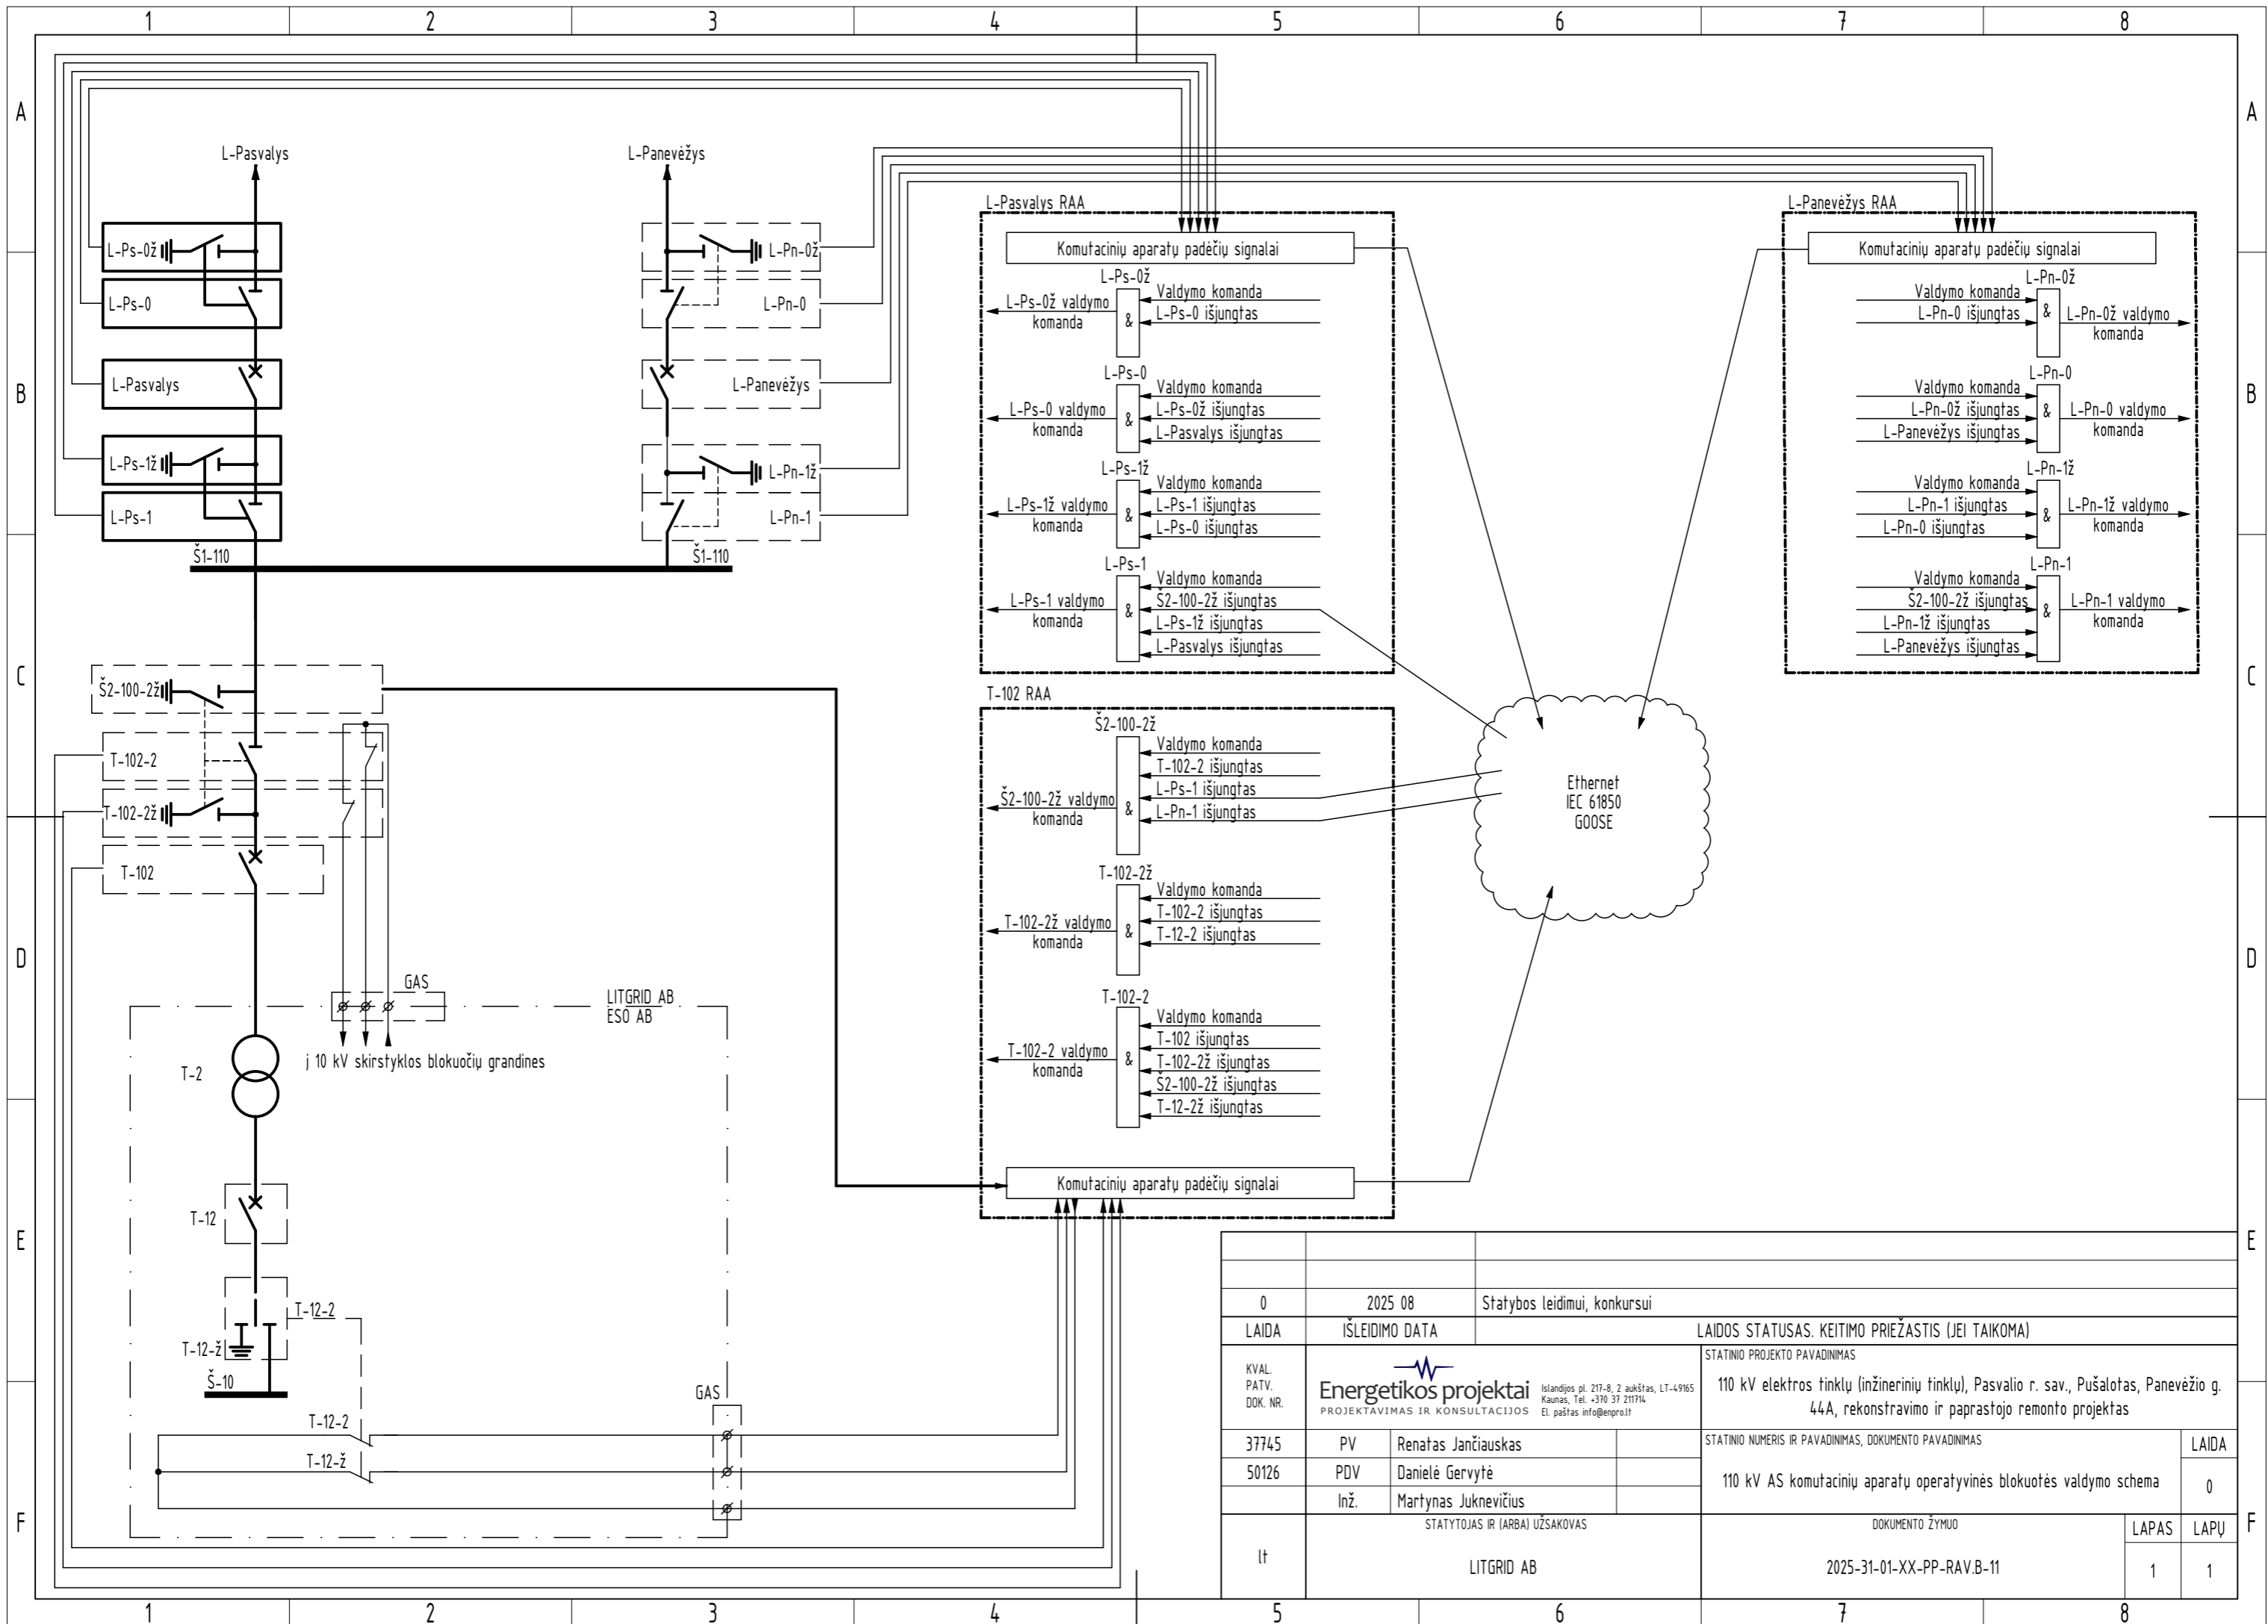 1 2 3 4 5 6 7 8
A A
B B
C C
D D
E E
F F
L-Pasvalys
L-Ps-0ž
L-Ps-0
L-Pasvalys
L-Ps-1ž
L-Ps-1
Š1-110
L-Panevėžys
L-Pn-0ž
L-Pn-0
L-Panevėžys
L-Pn-1ž
L-Pn-1
Š1-110
Š2-100-2ž
T-102-2
T-102-2ž
T-102
GAS
LITGRID AB
ESO AB
į 10 kV skirstyklos blokuočių grandines
T-2
T-12
T-12-2
T-12-ž
Š-10
T-12-2
T-12-ž
GAS
L-Pasvalys RAA
Komutacinių aparatų padėčių signalai
L-Ps-0ž
Valdymo komanda
L-Ps-0 išjungtas
&
L-Ps-0ž valdymo
komanda
L-Ps-0
Valdymo komanda
L-Ps-0ž išjungtas
L-Pasvalys išjungtas
&
L-Ps-0 valdymo
komanda
L-Ps-1ž
Valdymo komanda
L-Ps-1 išjungtas
L-Ps-0 išjungtas
&
L-Ps-1ž valdymo
komanda
L-Ps-1
Valdymo komanda
Š2-100-2ž išjungtas
L-Ps-1ž išjungtas
L-Pasvalys išjungtas
&
L-Ps-1 valdymo
komanda
T-102 RAA
Š2-100-2ž
Valdymo komanda
T-102-2 išjungtas
L-Ps-1 išjungtas
L-Pn-1 išjungtas
&
Š2-100-2ž valdymo
komanda
T-102-2ž
Valdymo komanda
T-102-2 išjungtas
T-12-2 išjungtas
&
T-102-2ž valdymo
komanda
T-102-2
Valdymo komanda
T-102 išjungtas
T-102-2ž išjungtas
Š2-100-2ž išjungtas
T-12-2ž išjungtas
&
T-102-2 valdymo
komanda
Komutacinių aparatų padėčių signalai
Ethernet
IEC 61850
GOOSE
L-Panevėžys RAA
Komutacinių aparatų padėčių signalai
L-Pn-0ž
Valdymo komanda
L-Pn-0 išjungtas
&
L-Pn-0ž valdymo
komanda
L-Pn-0
Valdymo komanda
L-Pn-0ž išjungtas
L-Panevėžys išjungtas
&
L-Pn-0 valdymo
komanda
L-Pn-1ž
Valdymo komanda
L-Pn-1 išjungtas
L-Pn-0 išjungtas
&
L-Pn-1ž valdymo
komanda
L-Pn-1
Valdymo komanda
Š2-100-2ž išjungtas
L-Pn-1ž išjungtas
L-Panevėžys išjungtas
&
L-Pn-1 valdymo
komanda
0 2025 08 Statybos leidimui, konkursui
LAIDA IŠLEIDIMO DATA LAIDOS STATUSAS. KEITIMO PRIEŽASTIS (JEI TAIKOMA)
KVAL.
PATV.
DOK. NR.
Energetikos projektai
PROJEKTAVIMAS IR KONSULTACIJOS
Islandijos pl. 217-8, 2 aukštas, LT-49165
Kaunas, Tel. +370 37 211714
El. paštas info@enpro.lt
STATINIO PROJEKTO PAVADINIMAS
110 kV elektros tinklų (inžinerinių tinklų), Pasvalio r. sav., Pušalotas, Panevėžio g.
44A, rekonstravimo ir paprastojo remonto projektas
37745 PV Renatas Jančiauskas
50126 PDV Danielė Gervytė
Inž. Martynas Juknevičius
STATINIO NUMERIS IR PAVADINIMAS, DOKUMENTO PAVADINIMAS
110 kV AS komutacinių aparatų operatyvinės blokuotės valdymo schema
LAIDA
0
lt
STATYTOJAS IR (ARBA) UŽSAKOVAS
LITGRID AB
DOKUMENTO ŽYMUO
2025-31-01-XX-PP-RAV.B-11
LAPAS LAPŲ
1 1
1 2 3 4 5 6 7 8